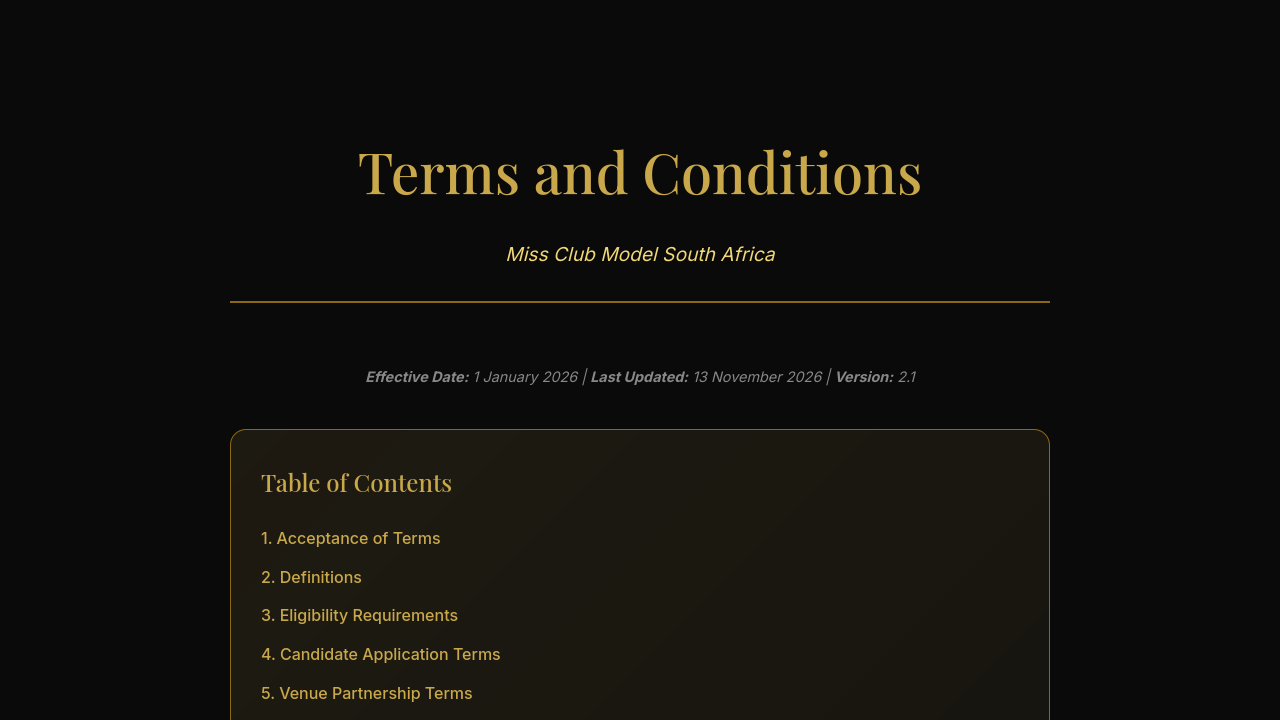 Terms and Conditions
Miss Club Model South Africa
Effective Date: 1 January 2026 | Last Updated: 13 November 2026 | Version: 2.1
Table of Contents
1. Acceptance of Terms
2. Definitions
3. Eligibility Requirements
4. Candidate Application Terms
5. Venue Partnership Terms